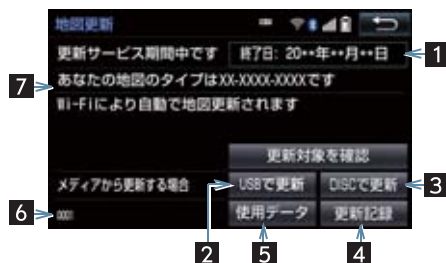 地図更新
更新サービス期間中です 終了日: 20**年**月**日
1
7
あなたの地図のタイプはXX-XXXX-XXXXです
Wi-Fiにより自動で地図更新されます
更新対象を確認
メディアから更新する場合 USBで更新 DISCで更新
3
6
0001 使用データ 更新記録
2
5
4